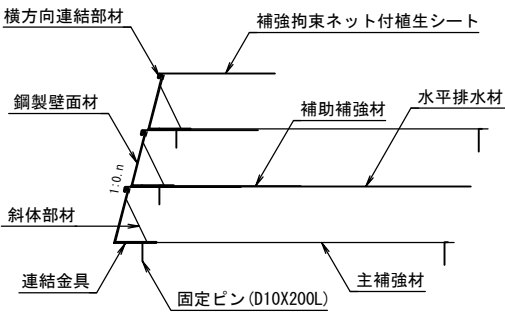 横方向連結部材
補強拘束ネット付植生シート
鋼製壁面材
補助補強材
水平排水材
1:0.n
斜体部材
連結金具
固定ピン(D10X200L)
主補強材